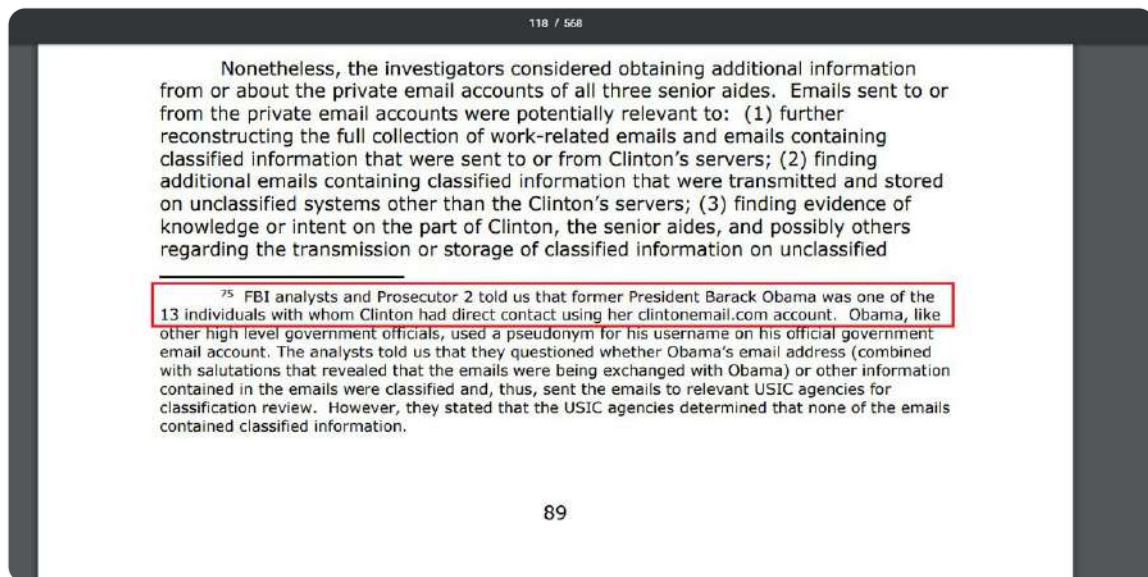 118 / 568
Nonetheless, the investigators considered obtaining additional information
from or about the private email accounts of all three senior aides. Emails sent to or
from the private email accounts were potentially relevant to: (1) further
reconstructing the full collection of work-related emails and emails containing
classified information that were sent to or from Clinton's servers; (2) finding
additional emails containing classified information that were transmitted and stored
on unclassified systems other than the Clinton's servers; (3) finding evidence of
knowledge or intent on the part of Clinton, the senior aides, and possibly others
regarding the transmission or storage of classified information on unclassified
75 FBI analysts and Prosecutor 2 told us that former President Barack Obama was one of the
13 individuals with whom Clinton had direct contact using her clintonemail.com account. Obama, like
other high level government officials, used a pseudonym for his username on his official government
email account. The analysts told us that they questioned whether Obama's email address (combined
with salutations that revealed that the emails were being exchanged with Obama) or other information
contained in the emails were classified and, thus, sent the emails to relevant USIC agencies for
classification review. However, they stated that the USIC agencies determined that none of the emails
contained classified information.
89